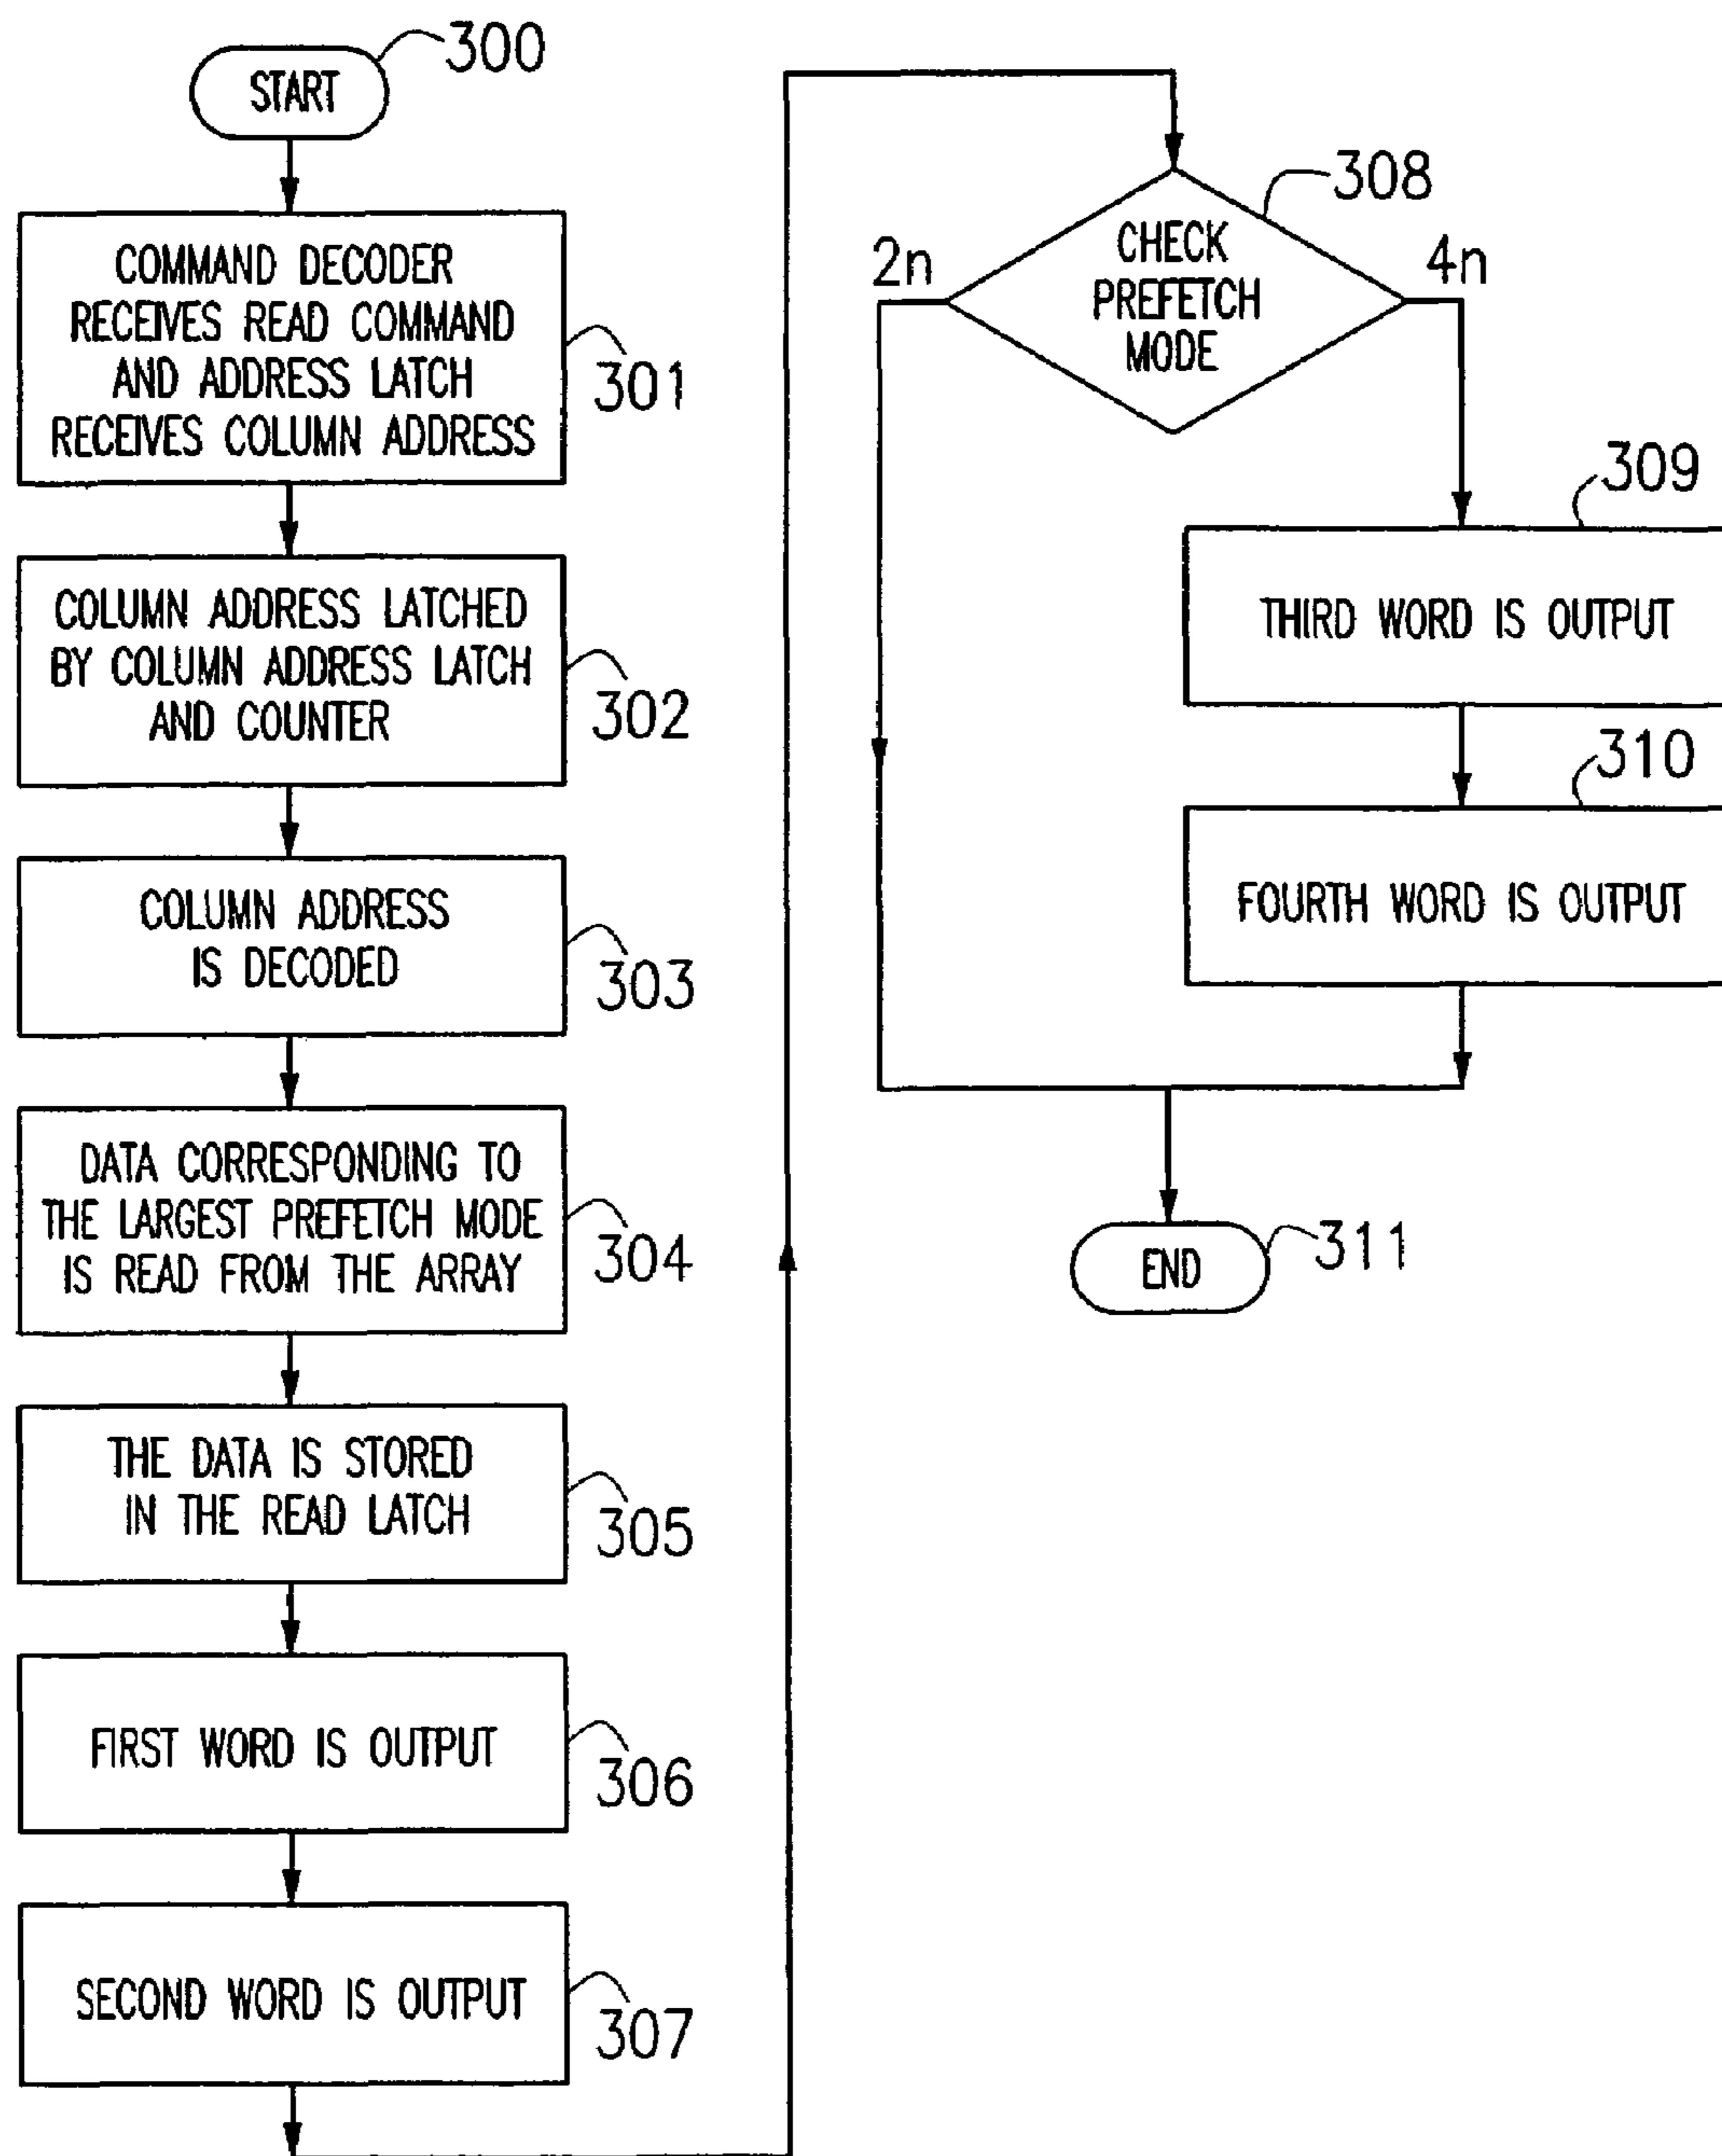 300
START
COMMAND DECODER
RECEIVES READ COMMAND
AND ADDRESS LATCH
RECEIVES COLUMN ADDRESS
301
COLUMN ADDRESS LATCHED
BY COLUMN ADDRESS LATCH
AND COUNTER
302
COLUMN ADDRESS
IS DECODED
303
DATA CORRESPONDING TO
THE LARGEST PREFETCH MODE
IS READ FROM THE ARRAY
304
THE DATA IS STORED
IN THE READ LATCH
305
FIRST WORD IS OUTPUT
306
SECOND WORD IS OUTPUT
307
308
CHECK
PREFETCH
MODE
2n
4n
309
THIRD WORD IS OUTPUT
310
FOURTH WORD IS OUTPUT
END
311